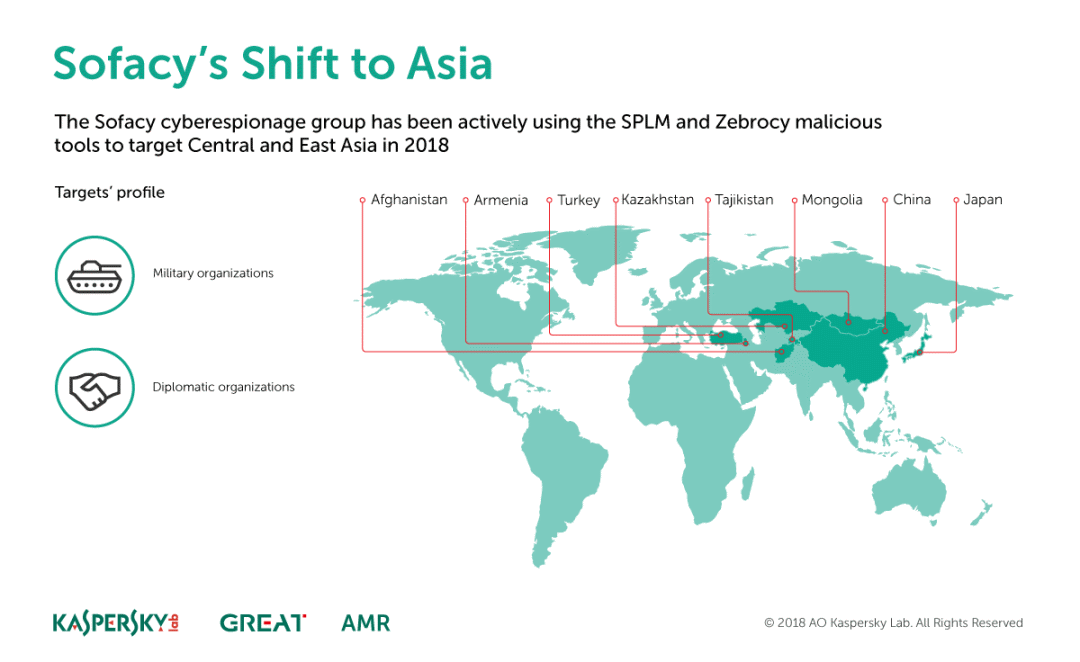 Sofacy's Shift to Asia
The Sofacy cyberespionage group has been actively using the SPLM and Zebrocy malicious
tools to target Central and East Asia in 2018
Targets' profile
Afghanistan
Armenia
Turkey
Kazakhstan
Tajikistan
Mongolia
China
Japan
Military organizations
Diplomatic organizations
KASPERSKY lab
GREAT
AMR
© 2018 AO Kaspersky Lab. All Rights Reserved